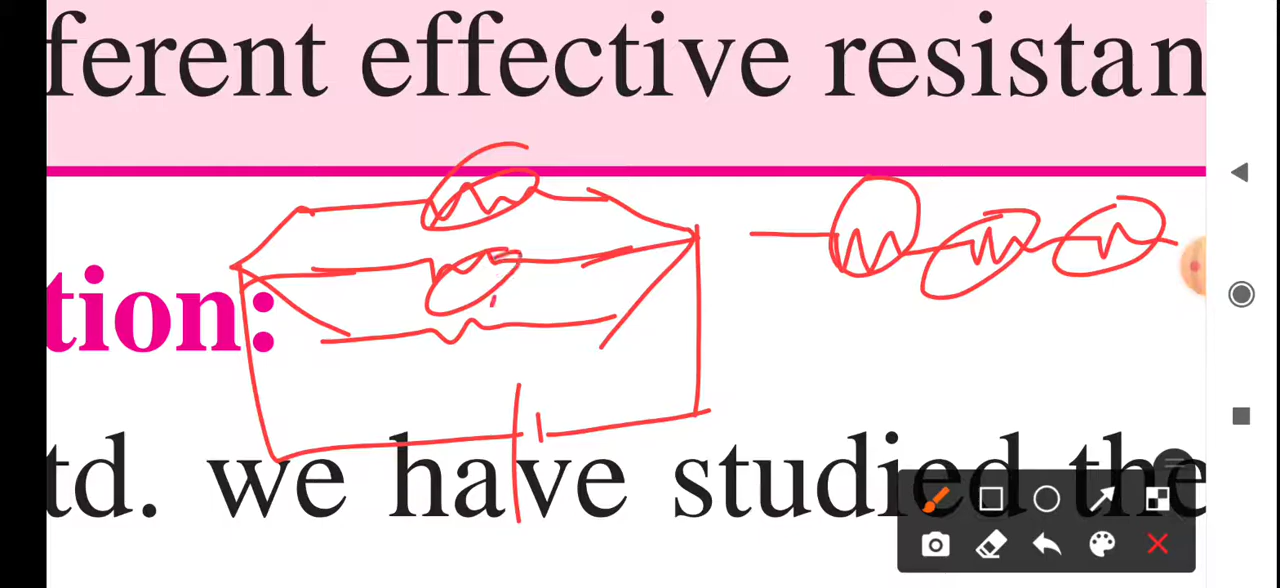 ferent effective resistan
tion:
td. we have studied the